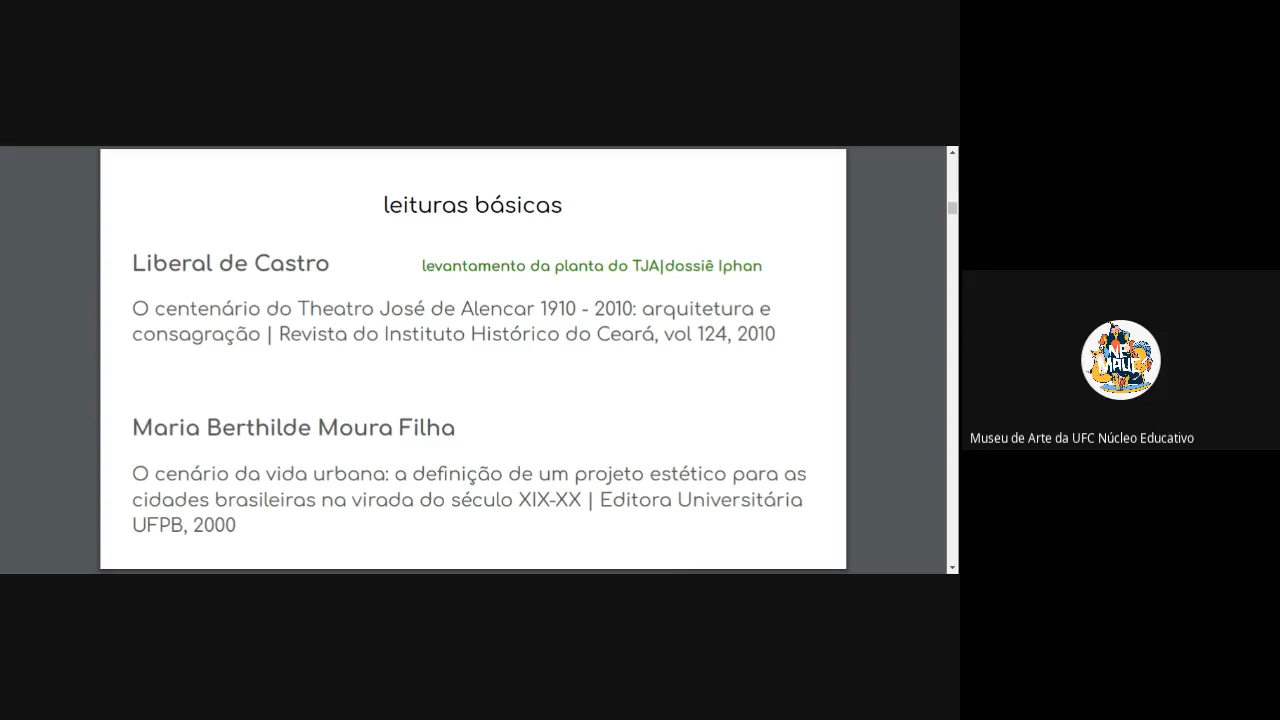 leituras básicas
Liberal de Castro
levantamento da planta do TJA|dossiê Iphan
O centenário do Theatro José de Alencar 1910 - 2010: arquitetura e
consagração | Revista do Instituto Histórico do Ceará, vol 124, 2010
Maria Berthilde Moura Filha
O cenário da vida urbana: a definição de um projeto estético para as
cidades brasileiras na virada do século XIX-XX | Editora Universitária
UFPB, 2000
NE
MAUC
Museu de Arte da UFC Núcleo Educativo